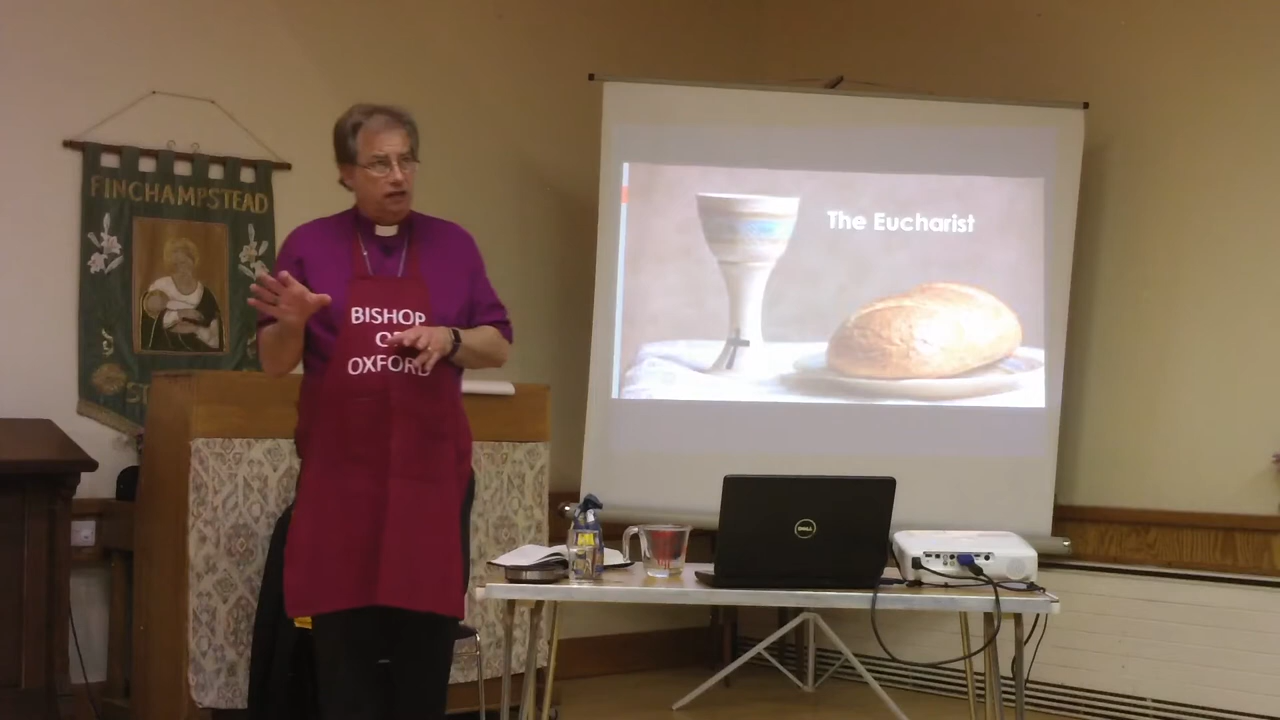 FINCHAMPSTEAD
BISHOP
OF
OXFORD
The Eucharist
DELL